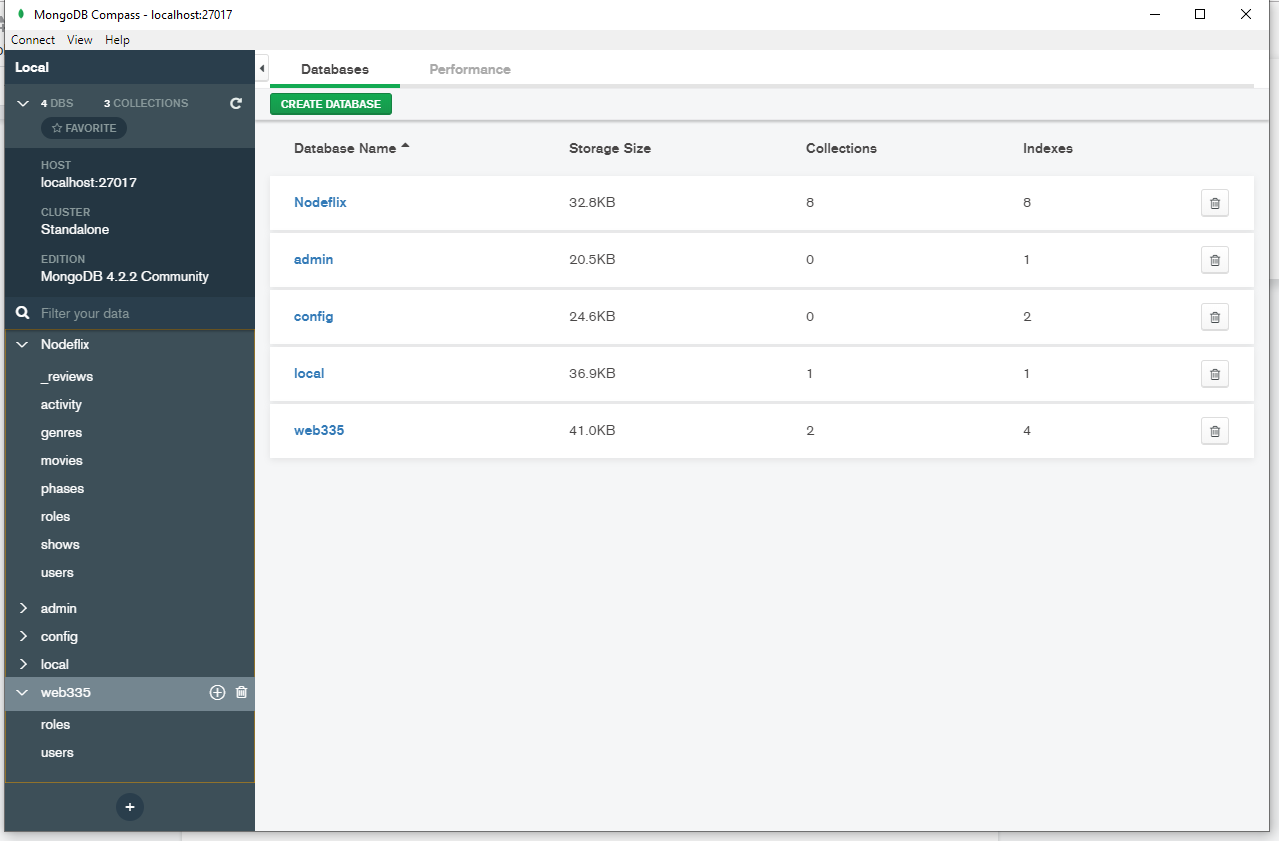 MongoDB Compass - localhost:27017
Connect View Help
Local
4 DBS 3 COLLECTIONS
FAVORITE
HOST
localhost:27017
CLUSTER
Standalone
EDITION
MongoDB 4.2.2 Community
Filter your data
Nodeflix
_reviews
activity
genres
movies
phases
roles
shows
users
admin
config
local
web335
roles
users
Databases Performance
CREATE DATABASE
Database Name Storage Size Collections Indexes
Nodeflix 32.8KB 8 8
admin 20.5KB 0 1
config 24.6KB 0 2
local 36.9KB 1 1
web335 41.0KB 2 4